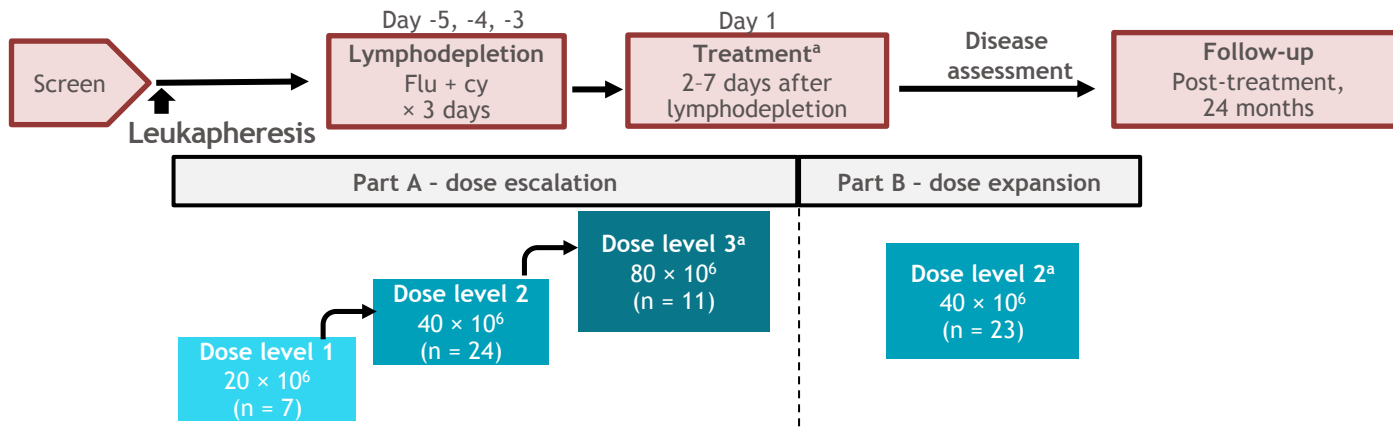 Day -5, -4, -3
Day 1
Screen
Leukapheresis
Lymphodepletion
Flu + cy
× 3 days
Treatmentᵃ
2-7 days after
lymphodepletion
Disease
assessment
Follow-up
Post-treatment,
24 months
Part A – dose escalation
Part B – dose expansion
Dose level 1
20 × 10⁶
(n = 7)
Dose level 2
40 × 10⁶
(n = 24)
Dose level 3ᵃ
80 × 10⁶
(n = 11)
Dose level 2ᵃ
40 × 10⁶
(n = 23)